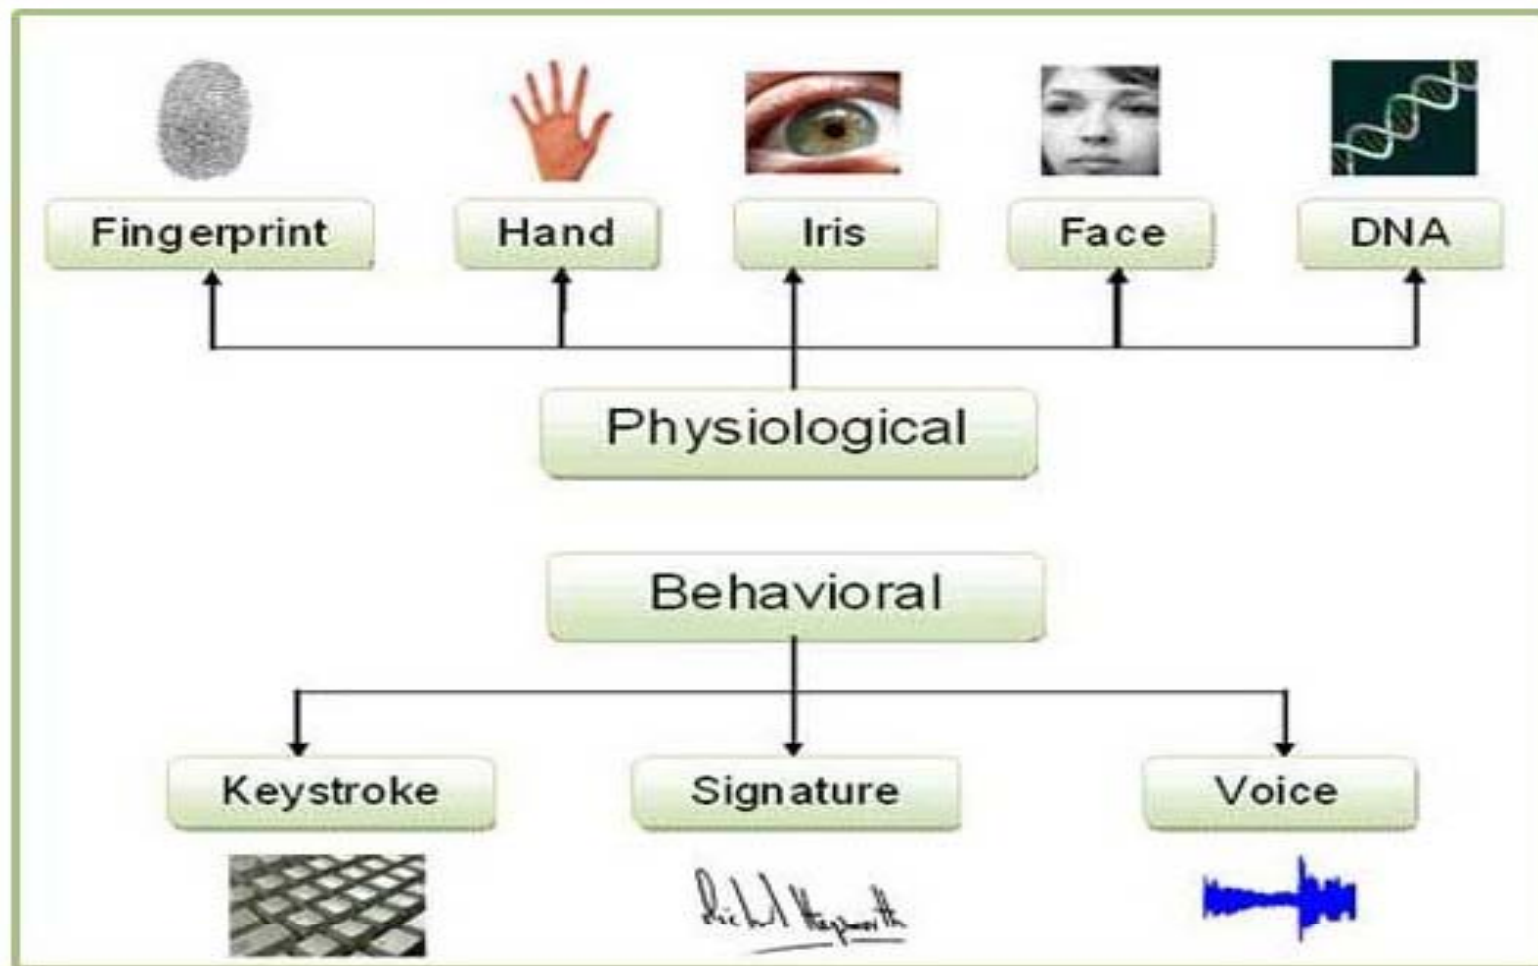 Fingerprint
Hand
Iris
Face
DNA
Physiological
Behavioral
Keystroke
Signature
Voice